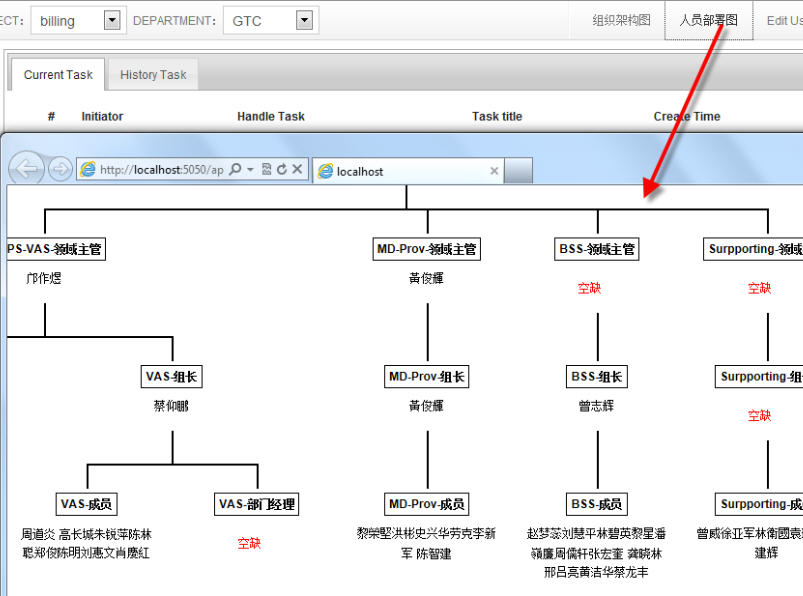 ECT: billing DEPARTMENT: GTC 组织架构图 人员部署图 Edit Us
Current Task History Task
# Initiator Handle Task Task title Create Time
http://localhost:5050/ap localhost
PS-VAS-领域主管 MD-Prov-领域主管 BSS-领域主管 Surpporting-领域
邝作煜 黃俊輝 空缺 空缺
VAS-组长 MD-Prov-组长 BSS-组长 Surpporting-组
蔡仰鹏 黃俊輝 曾志辉 空缺
VAS-成员 VAS-部门经理 MD-Prov-成员 BSS-成员 Surpporting-成
周道炎 高长城朱锐萍陈林 空缺 黎榮堅洪彬史兴华劳克李新 赵梦蕊刘慧平林碧英黎星潘 曾威徐亚军林衛國袁
聪郑俊陈明刘惠文肖慶红 军 陈智建 嶺廉周儒轩张宏奎 龚晓林 建辉
邢吕亮黄洁华蔡龙丰